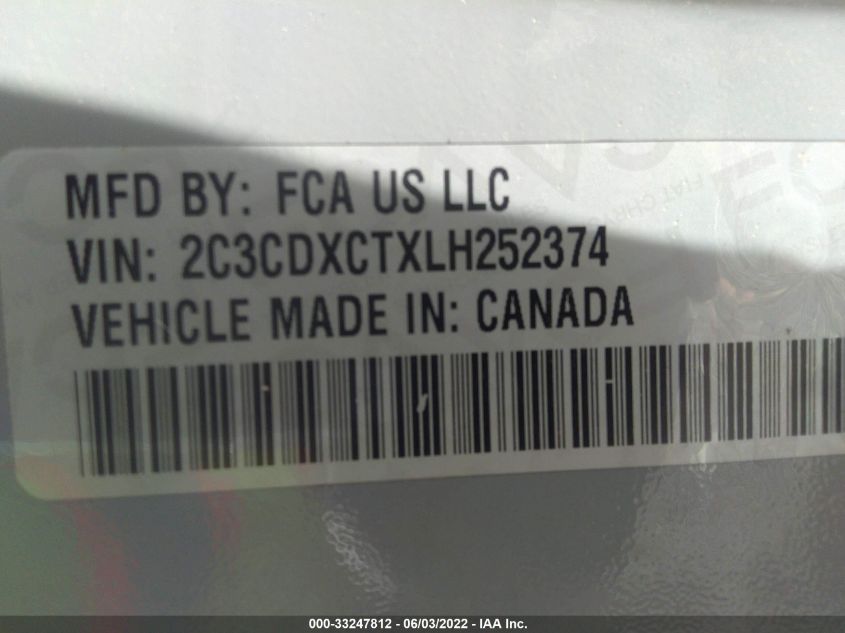 MFD BY: FCA US LLC
VIN: 2C3CDXCTXLH252374
VEHICLE MADE IN: CANADA
000-33247812 - 06/03/2022 - IAA Inc.